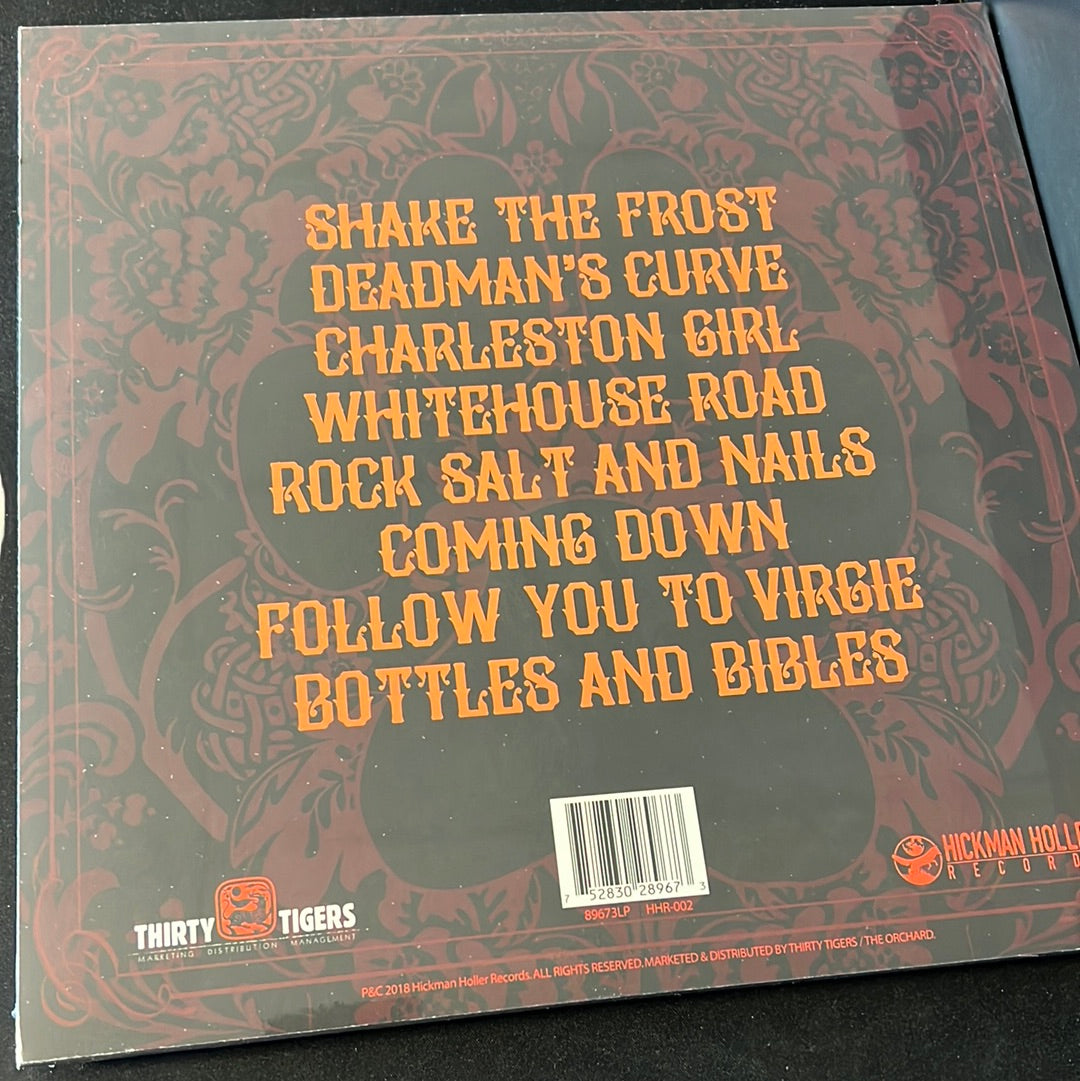 SHAKE THE FROST
DEADMAN'S CURVE
CHARLESTON GIRL
WHITEHOUSE ROAD
ROCK SALT AND NAILS
COMING DOWN
FOLLOW YOU TO VIRGIE
BOTTLES AND BIBLES
7 52830 28967 3
89673LP HHR-002
HICKMAN HOLLE
RECORD
THIRTY TIGERS
MARKETING DISTRIBUTION MANAGEMENT
P&C 2018 Hickman Holler Records. ALL RIGHTS RESERVED. MARKETED & DISTRIBUTED BY THIRTY TIGERS / THE ORCHARD.